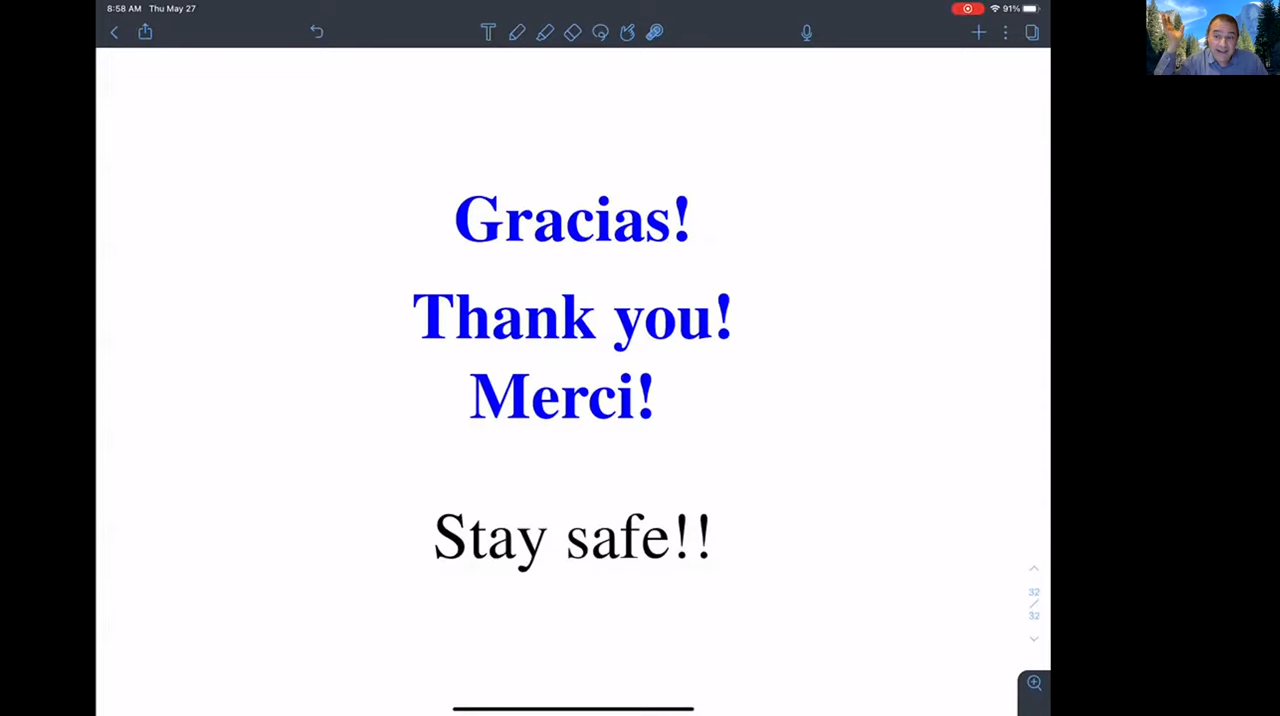 8:58 AM Thu May 27
91%
T
Gracias!
Thank you!
Merci!
Stay safe!!
32
/
32